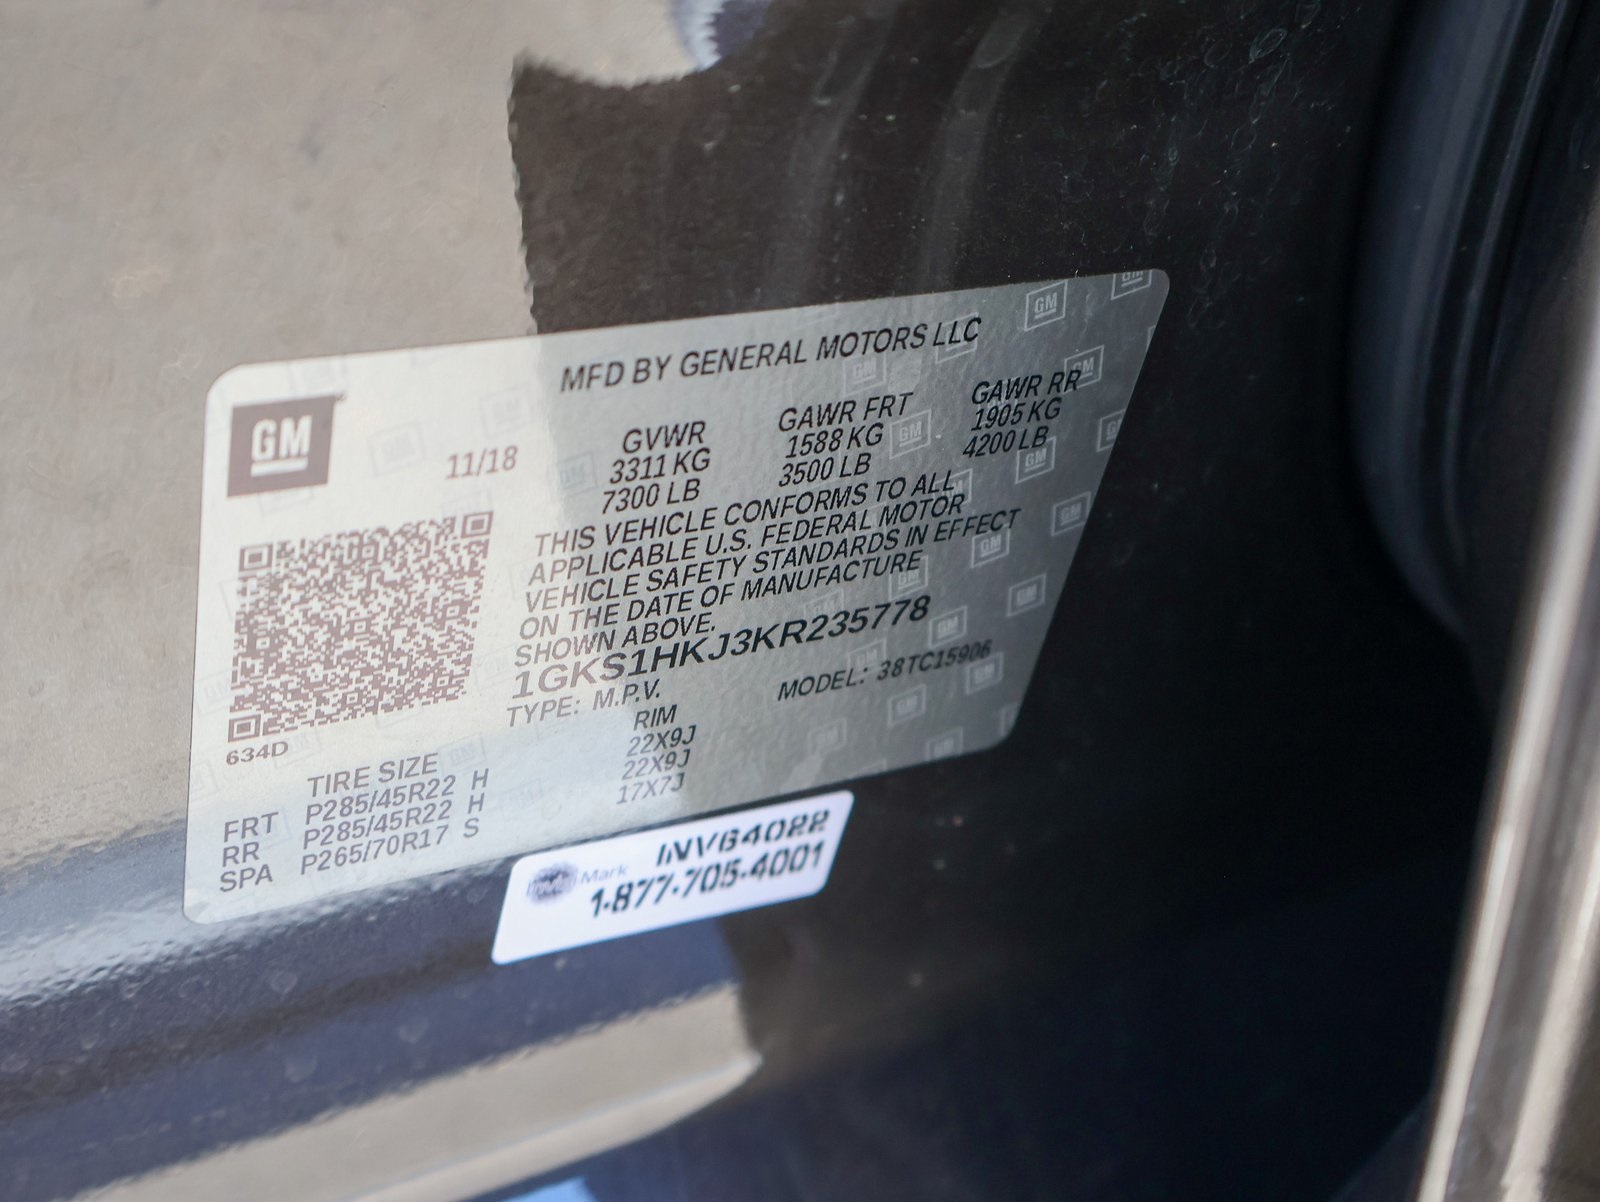 MFD BY GENERAL MOTORS LLC
GM
11/18
GVWR GAWR FRT GAWR RR
3311 KG 1588 KG 1905 KG
7300 LB 3500 LB 4200 LB
THIS VEHICLE CONFORMS TO ALL
APPLICABLE U.S. FEDERAL MOTOR
VEHICLE SAFETY STANDARDS IN EFFECT
ON THE DATE OF MANUFACTURE
SHOWN ABOVE.
1GKS1HKJ3KR235778
TYPE: M.P.V. MODEL: 38TC15906
634D
TIRE SIZE RIM
FRT P285/45R22 H 22X9J
RR P285/45R22 H 22X9J
SPA P265/70R17 S 17X7J
Mark INV64022
1-877-705-4001